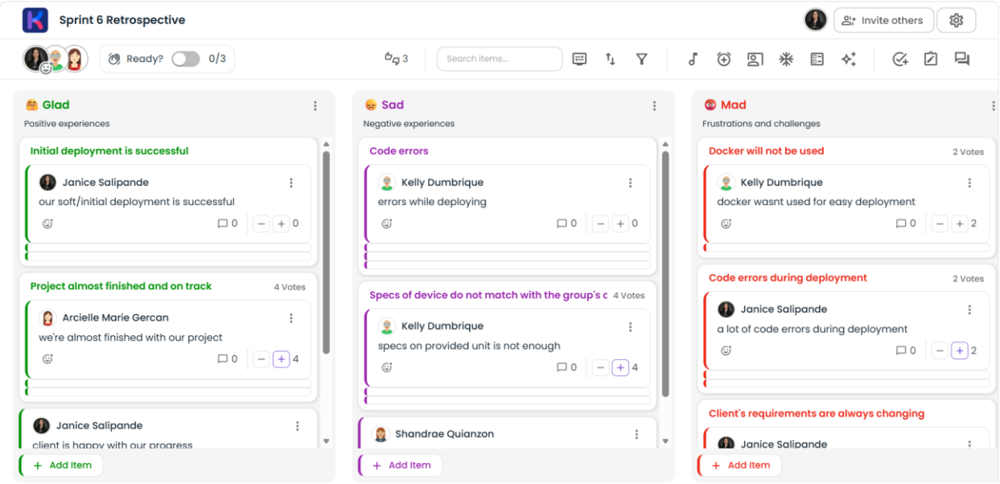 Sprint 6 Retrospective
Invite others
Ready?
0/3
3
Search items...
Glad
Positive experiences
Initial deployment is successful
Janice Salipande
our soft/initial deployment is successful
0
0
Project almost finished and on track
4 Votes
Arcielle Marie Gercan
we're almost finished with our project
0
4
Janice Salipande
client is happy with our progress
+ Add Item
Sad
Negative experiences
Code errors
Kelly Dumbrique
errors while deploying
0
0
Specs of device do not match with the group's c
4 Votes
Kelly Dumbrique
specs on provided unit is not enough
0
4
Shandrae Quianzon
+ Add Item
Mad
Frustrations and challenges
Docker will not be used
2 Votes
Kelly Dumbrique
docker wasnt used for easy deployment
0
2
Code errors during deployment
2 Votes
Janice Salipande
a lot of code errors during deployment
0
2
Client's requirements are always changing
Janice Salipande
+ Add Item